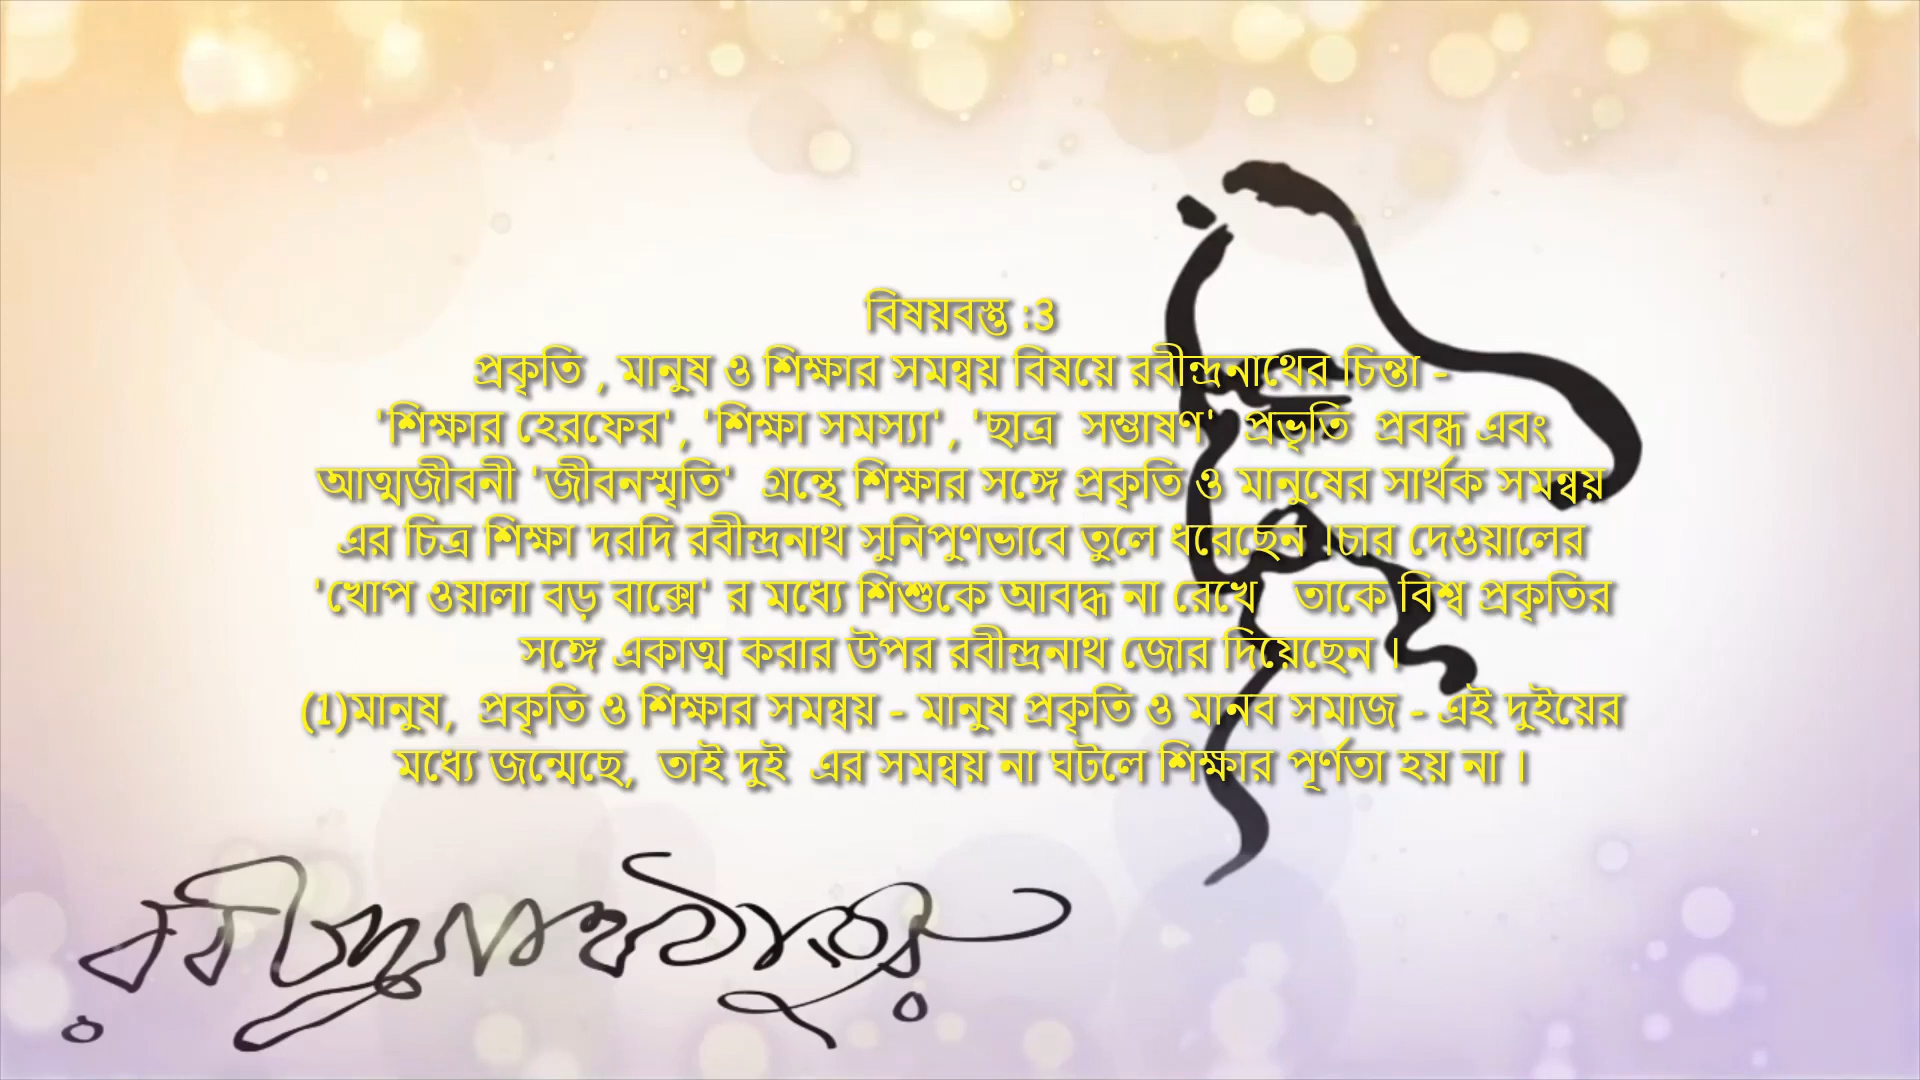 বিষয়বস্তু :3
প্রকৃতি , মানুষ ও শিক্ষার সমন্বয় বিষয়ে রবীন্দ্রনাথের চিন্তা -
'শিক্ষার হেরফের', 'শিক্ষা সমস্যা', 'ছাত্র সম্ভাষণ' প্রভৃতি প্রবন্ধ এবং
আত্মজীবনী 'জীবনস্মৃতি' গ্রন্থে শিক্ষার সঙ্গে প্রকৃতি ও মানুষের সার্থক সমন্বয়
এর চিত্র শিক্ষা দরদি রবীন্দ্রনাথ সুনিপুণভাবে তুলে ধরেছেন ।চার দেওয়ালের
'খোপ ওয়ালা বড় বাক্সে' র মধ্যে শিশুকে আবদ্ধ না রেখে তাকে বিশ্ব প্রকৃতির
সঙ্গে একাত্ম করার উপর রবীন্দ্রনাথ জোর দিয়েছেন ।
(1)মানুষ, প্রকৃতি ও শিক্ষার সমন্বয় - মানুষ প্রকৃতি ও মানব সমাজ - এই দুইয়ের
মধ্যে জন্মেছে, তাই দুই এর সমন্বয় না ঘটলে শিক্ষার পূর্ণতা হয় না ।
রবীন্দ্রনাথ ঠাকুর